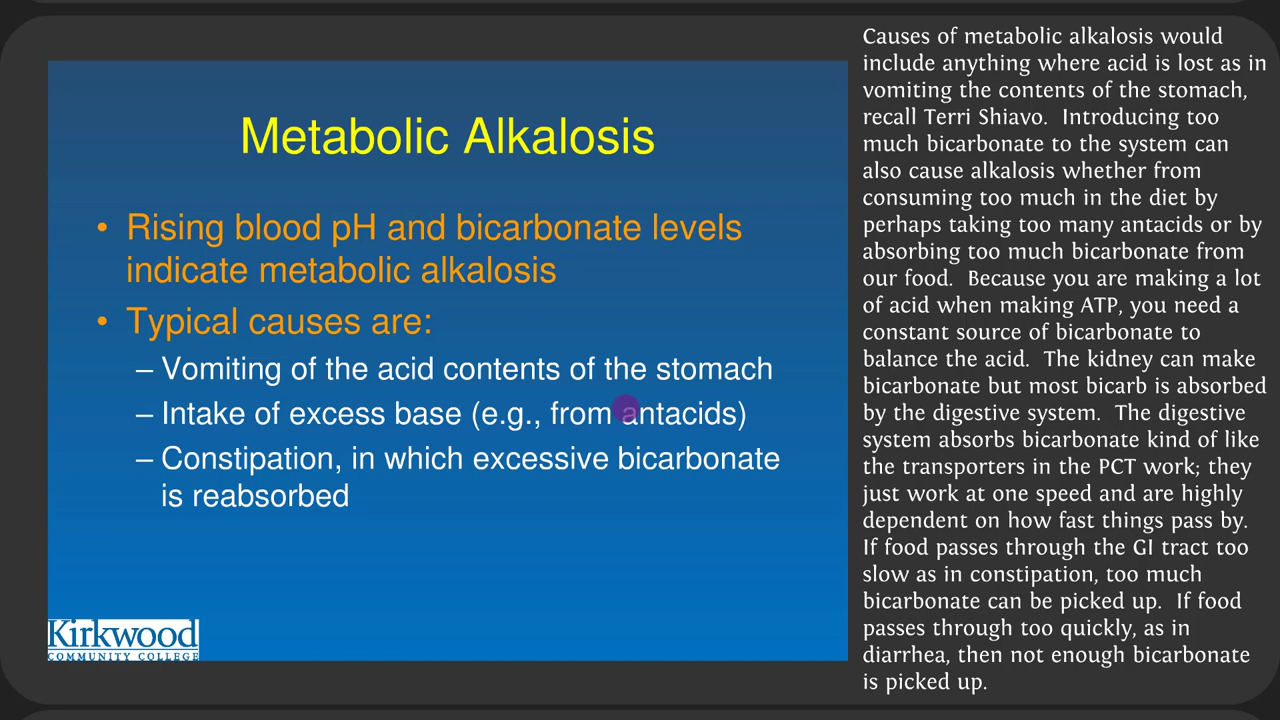 Metabolic Alkalosis
• Rising blood pH and bicarbonate levels
indicate metabolic alkalosis
• Typical causes are:
– Vomiting of the acid contents of the stomach
– Intake of excess base (e.g., from antacids)
– Constipation, in which excessive bicarbonate
is reabsorbed
Kirkwood
COMMUNITY COLLEGE
Causes of metabolic alkalosis would
include anything where acid is lost as in
vomiting the contents of the stomach,
recall Terri Shiavo.  Introducing too
much bicarbonate to the system can
also cause alkalosis whether from
consuming too much in the diet by
perhaps taking too many antacids or by
absorbing too much bicarbonate from
our food.  Because you are making a lot
of acid when making ATP, you need a
constant source of bicarbonate to
balance the acid.  The kidney can make
bicarbonate but most bicarb is absorbed
by the digestive system.  The digestive
system absorbs bicarbonate kind of like
the transporters in the PCT work; they
just work at one speed and are highly
dependent on how fast things pass by.
If food passes through the GI tract too
slow as in constipation, too much
bicarbonate can be picked up.  If food
passes through too quickly, as in
diarrhea, then not enough bicarbonate
is picked up.